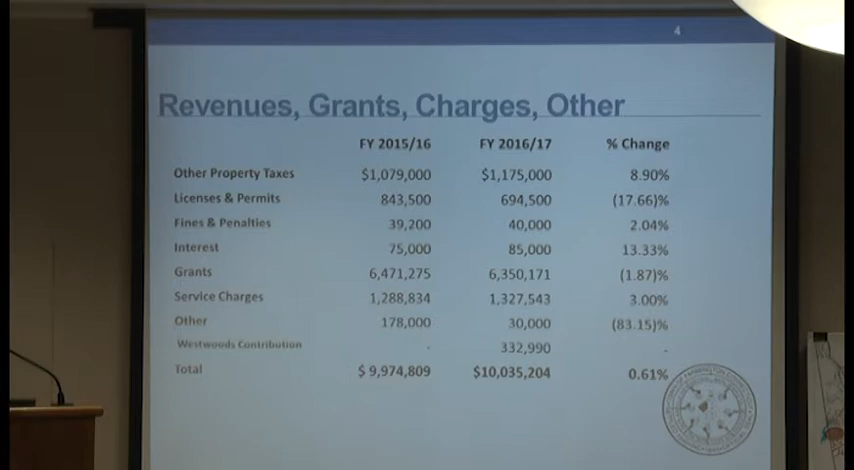 4
Revenues, Grants, Charges, Other
FY 2015/16 FY 2016/17 % Change
Other Property Taxes $1,079,000 $1,175,000 8.90%
Licenses & Permits 843,500 694,500 (17.66)%
Fines & Penalties 39,200 40,000 2.04%
Interest 75,000 85,000 13.33%
Grants 6,471,275 6,350,171 (1.87)%
Service Charges 1,288,834 1,327,543 3.00%
Other 178,000 30,000 (83.15)%
Westwoods Contribution - 332,990 -
Total $ 9,974,809 $10,035,204 0.61%